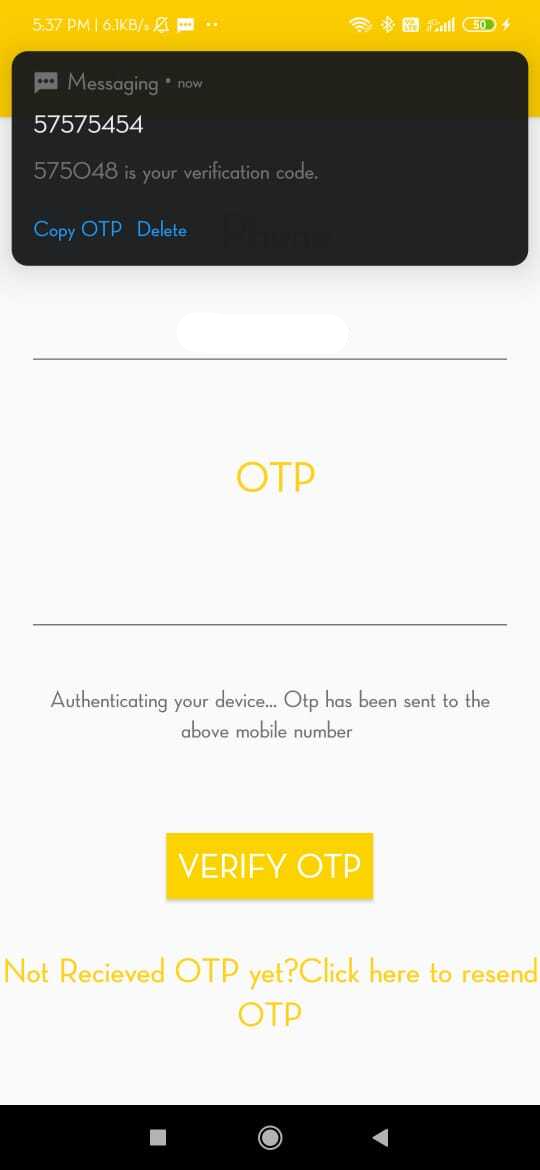 5:37 PM | 6.1KB/s
50
Messaging • now
57575454
575048 is your verification code.
Copy OTP Delete
Phone
OTP
Authenticating your device... Otp has been sent to the
above mobile number
VERIFY OTP
Not Recieved OTP yet?Click here to resend
OTP